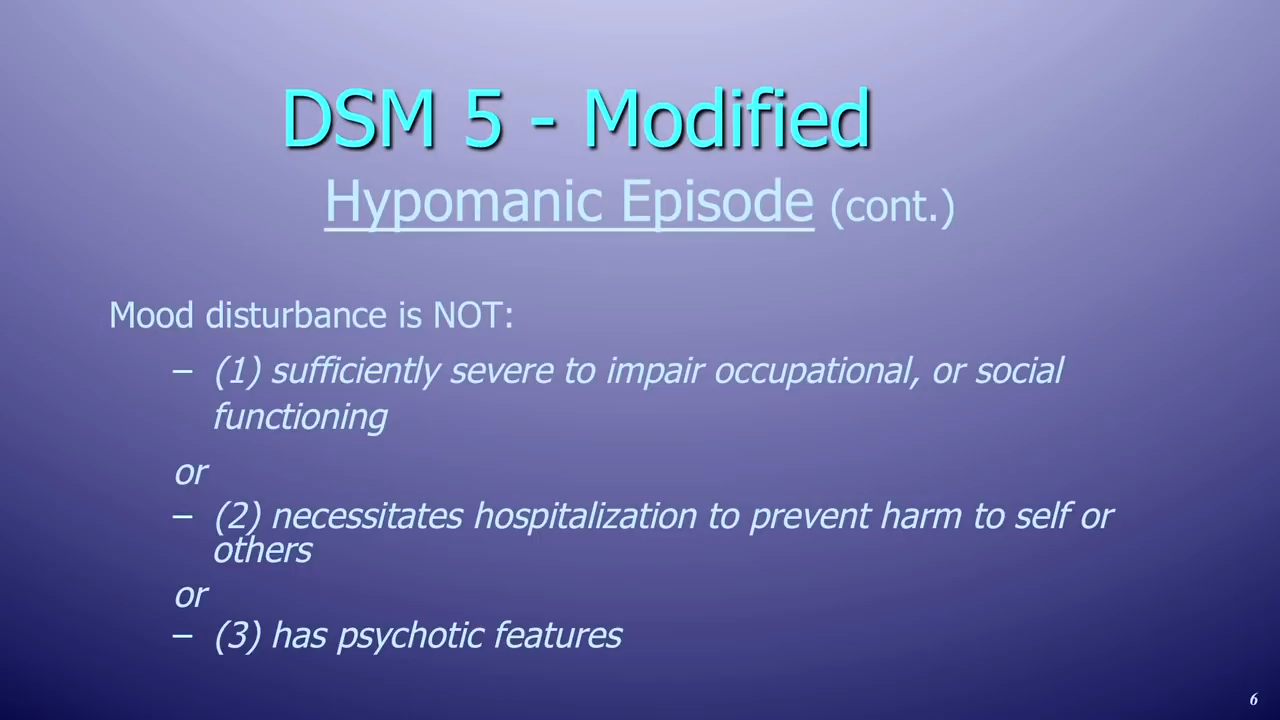 DSM 5 - Modified
Hypomanic Episode (cont.)
Mood disturbance is NOT:
– (1) sufficiently severe to impair occupational, or social
functioning
or
– (2) necessitates hospitalization to prevent harm to self or
others
or
– (3) has psychotic features
6